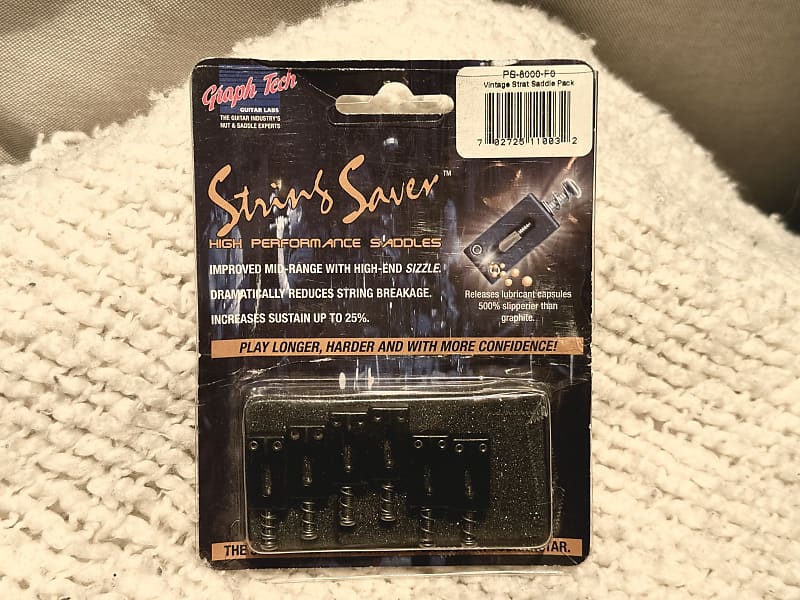 Graph Tech
GUITAR LABS
THE GUITAR INDUSTRY'S
NUT & SADDLE EXPERTS
PS-8000-F0
Vintage Strat Saddle Pack
7 02725 11003 2
String Saver™
HIGH PERFORMANCE SADDLES
IMPROVED MID-RANGE WITH HIGH-END SIZZLE.
DRAMATICALLY REDUCES STRING BREAKAGE.
INCREASES SUSTAIN UP TO 25%.
Releases lubricant capsules
500% slipperier than
graphite.
PLAY LONGER, HARDER AND WITH MORE CONFIDENCE!
THE